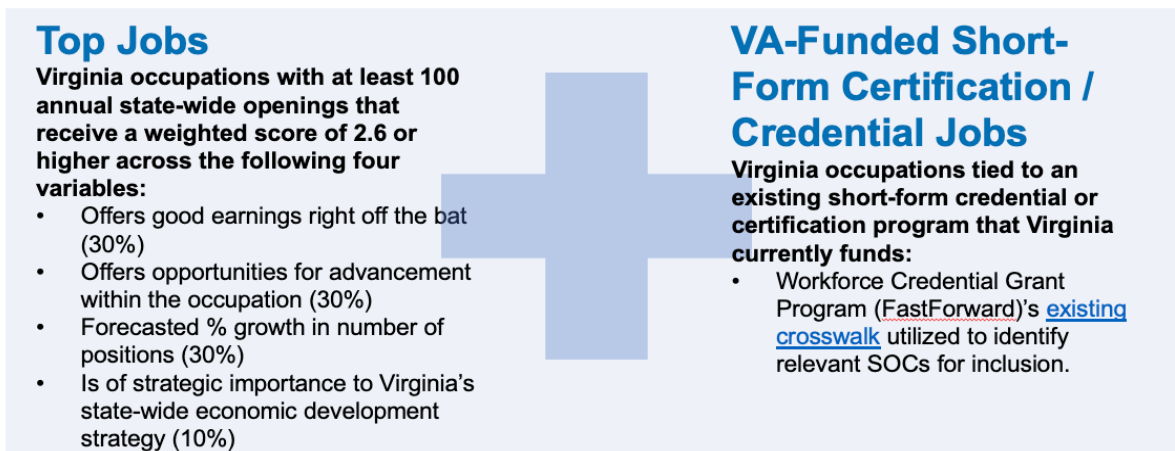 Top Jobs
Virginia occupations with at least 100
annual state-wide openings that
receive a weighted score of 2.6 or
higher across the following four
variables:
• Offers good earnings right off the bat
(30%)
• Offers opportunities for advancement
within the occupation (30%)
• Forecasted % growth in number of
positions (30%)
• Is of strategic importance to Virginia's
state-wide economic development
strategy (10%)
VA-Funded Short-
Form Certification /
Credential Jobs
Virginia occupations tied to an
existing short-form credential or
certification program that Virginia
currently funds:
• Workforce Credential Grant
Program (FastForward)'s existing
crosswalk utilized to identify
relevant SOCs for inclusion.